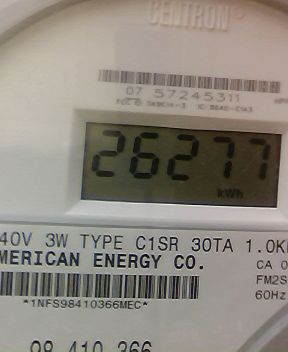 CENTRON®
07 57245311
26277
kWh
40V 3W TYPE C1SR 30TA 1.0K
MERICAN ENERGY CO.
CA 0
FM2S
*1NFS98410366MEC*
60Hz
98 410 366